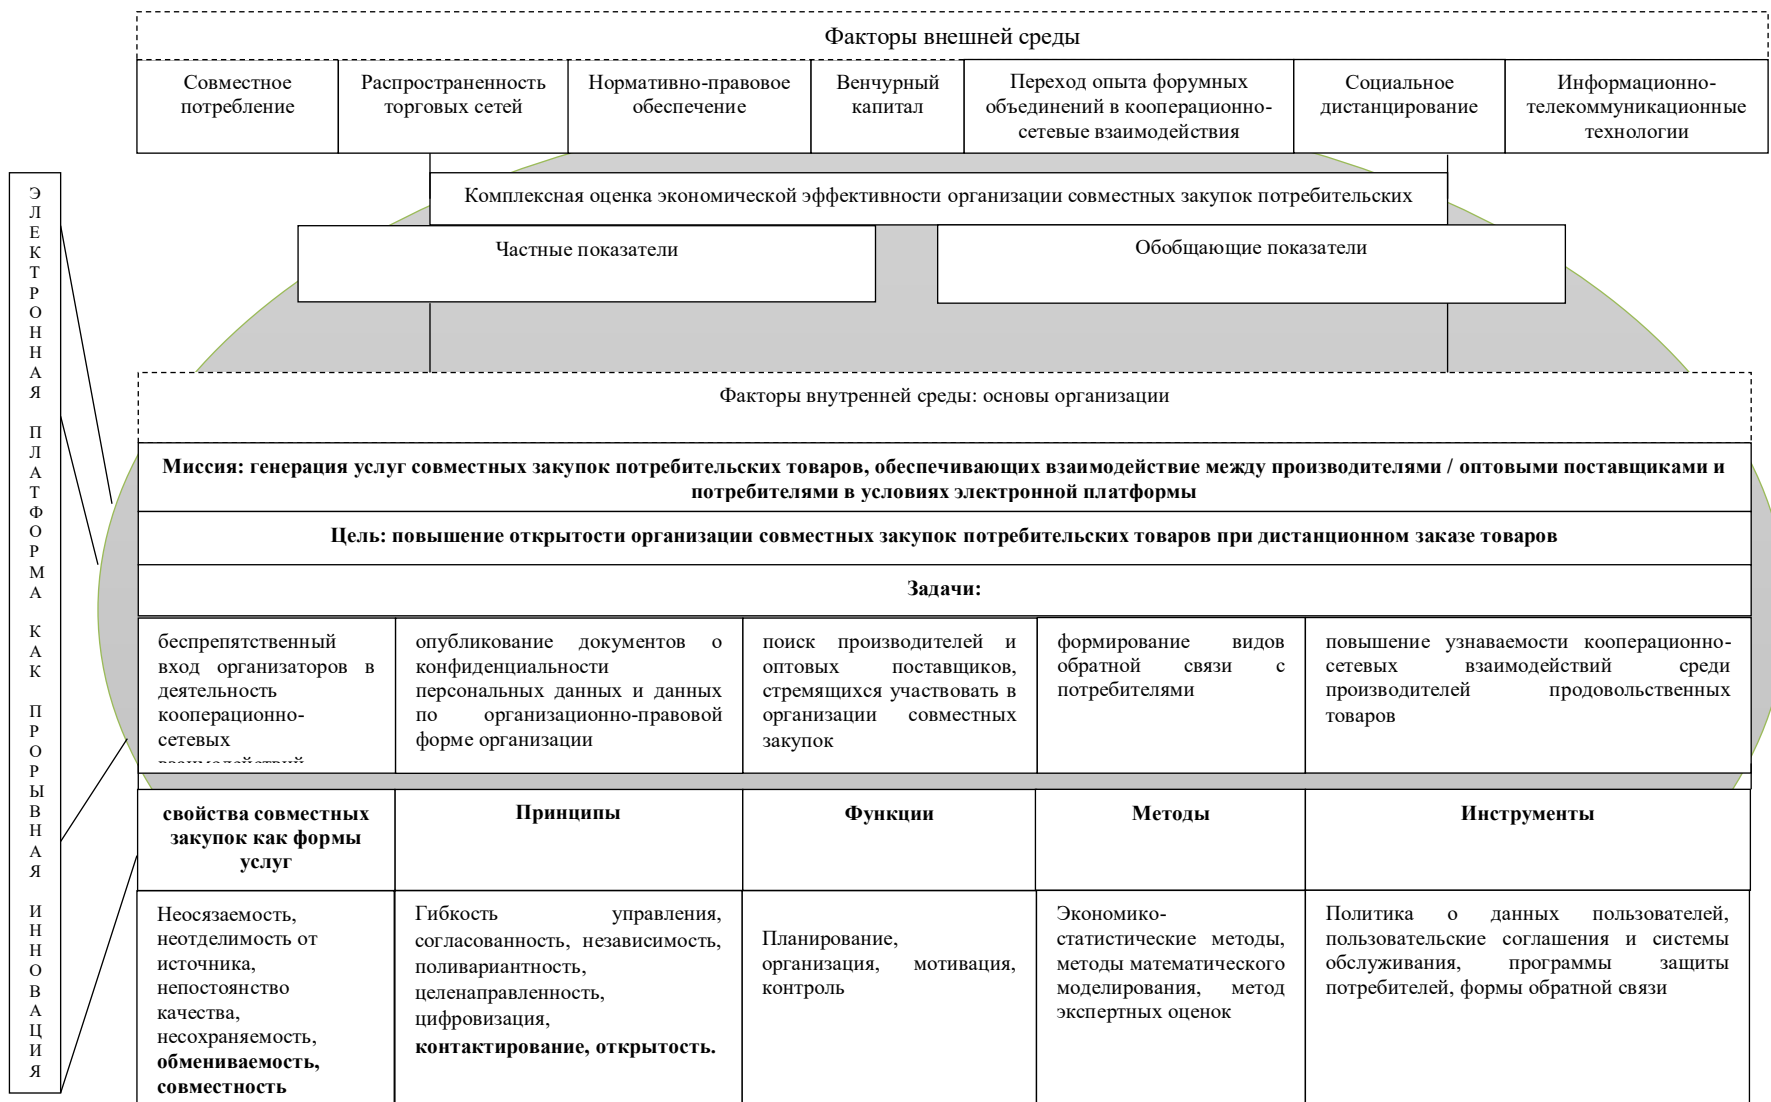 Факторы внешней среды
Совместное
потребление
Распространенность
торговых сетей
Нормативно-правовое
обеспечение
Венчурный
капитал
Переход опыта форумных
объединений в кооперационно-
сетевые взаимодействия
Социальное
дистанцирование
Информационно-
телекоммуникационные
технологии
ЭЛЕКТРОННАЯ ПЛАТФОРМА КАК ПРОРЫВНАЯ ИННОВАЦИЯ
Комплексная оценка экономической эффективности организации совместных закупок потребительских
Частные показатели
Обобщающие показатели
Факторы внутренней среды: основы организации
Миссия: генерация услуг совместных закупок потребительских товаров, обеспечивающих взаимодействие между производителями / оптовыми поставщиками и
потребителями в условиях электронной платформы
Цель: повышение открытости организации совместных закупок потребительских товаров при дистанционном заказе товаров
Задачи:
беспрепятственный
вход организаторов в
деятельность
кооперационно-
сетевых
опубликование документов о
конфиденциальности
персональных данных и данных
по организационно-правовой
форме организации
поиск производителей и
оптовых поставщиков,
стремящихся участвовать в
организации совместных
закупок
формирование видов
обратной связи с
потребителями
повышение узнаваемости кооперационно-
сетевых взаимодействий среди
производителей продовольственных
товаров
свойства совместных
закупок как формы
услуг
Принципы
Функции
Методы
Инструменты
Неосязаемость,
неотделимость от
источника,
непостоянство
качества,
несохраняемость,
обмениваемость,
совместность
Гибкость управления,
согласованность, независимость,
поливариантность,
целенаправленность,
цифровизация,
контактирование, открытость.
Планирование,
организация, мотивация,
контроль
Экономико-
статистические методы,
методы математического
моделирования, метод
экспертных оценок
Политика о данных пользователей,
пользовательские соглашения и системы
обслуживания, программы защиты
потребителей, формы обратной связи